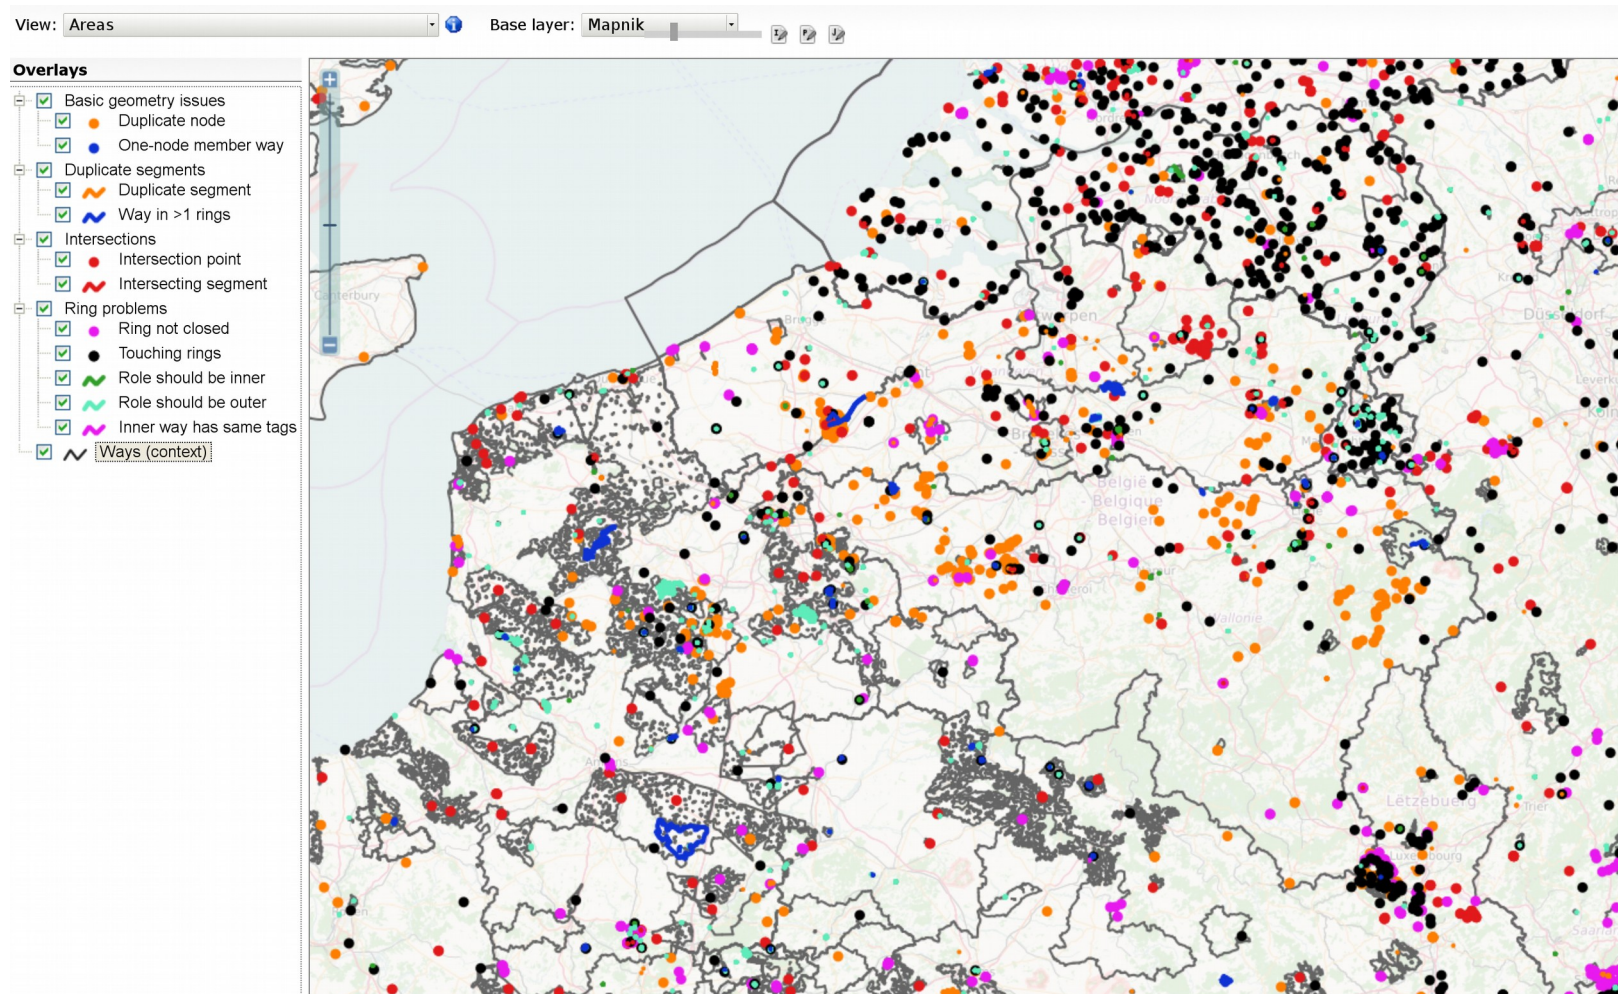 View: Areas
Base layer: Mapnik
Overlays
Basic geometry issues
Duplicate node
One-node member way
Duplicate segments
Duplicate segment
Way in >1 rings
Intersections
Intersection point
Intersecting segment
Ring problems
Ring not closed
Touching rings
Role should be inner
Role should be outer
Inner way has same tags
Ways (context)
Canterbury
België
- Belgique
- Belgien
Wallonie
Lëtzebuerg
Trier